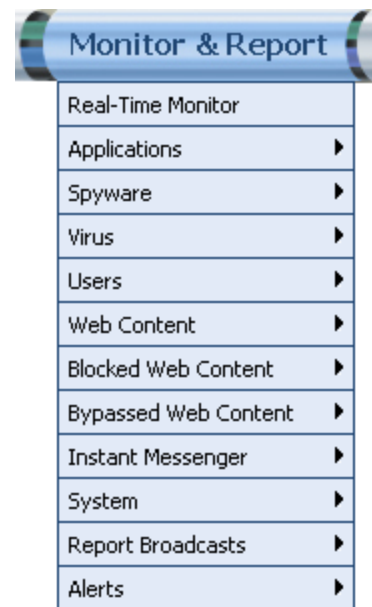 Monitor & Report
Real-Time Monitor
Applications
Spyware
Virus
Users
Web Content
Blocked Web Content
Bypassed Web Content
Instant Messenger
System
Report Broadcasts
Alerts